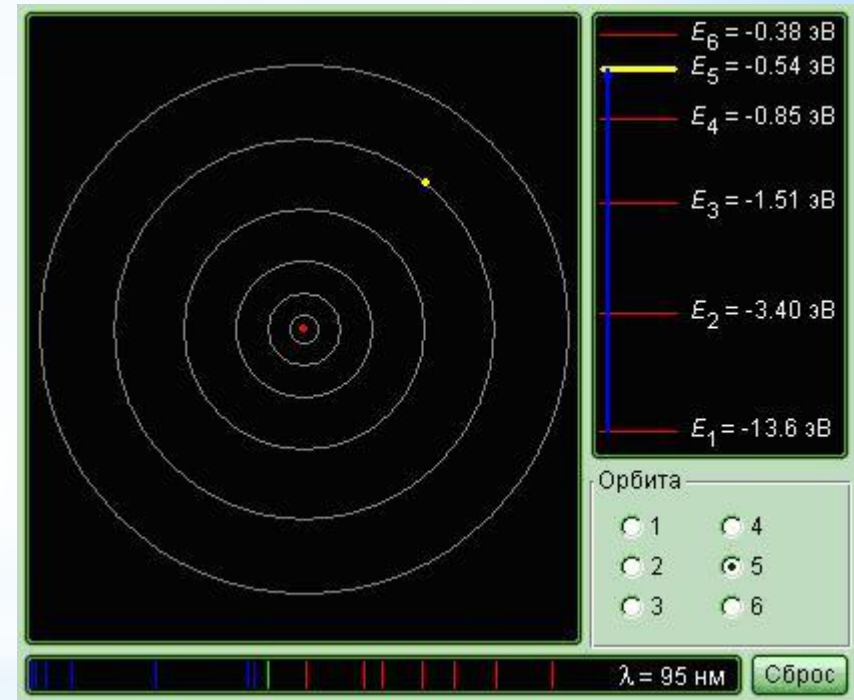 E₆ = -0.38 эВ
E₅ = -0.54 эВ
E₄ = -0.85 эВ
E₃ = -1.51 эВ
E₂ = -3.40 эВ
E₁ = -13.6 эВ
Орбита
1 4
2 5
3 6
λ = 95 нм Сброс